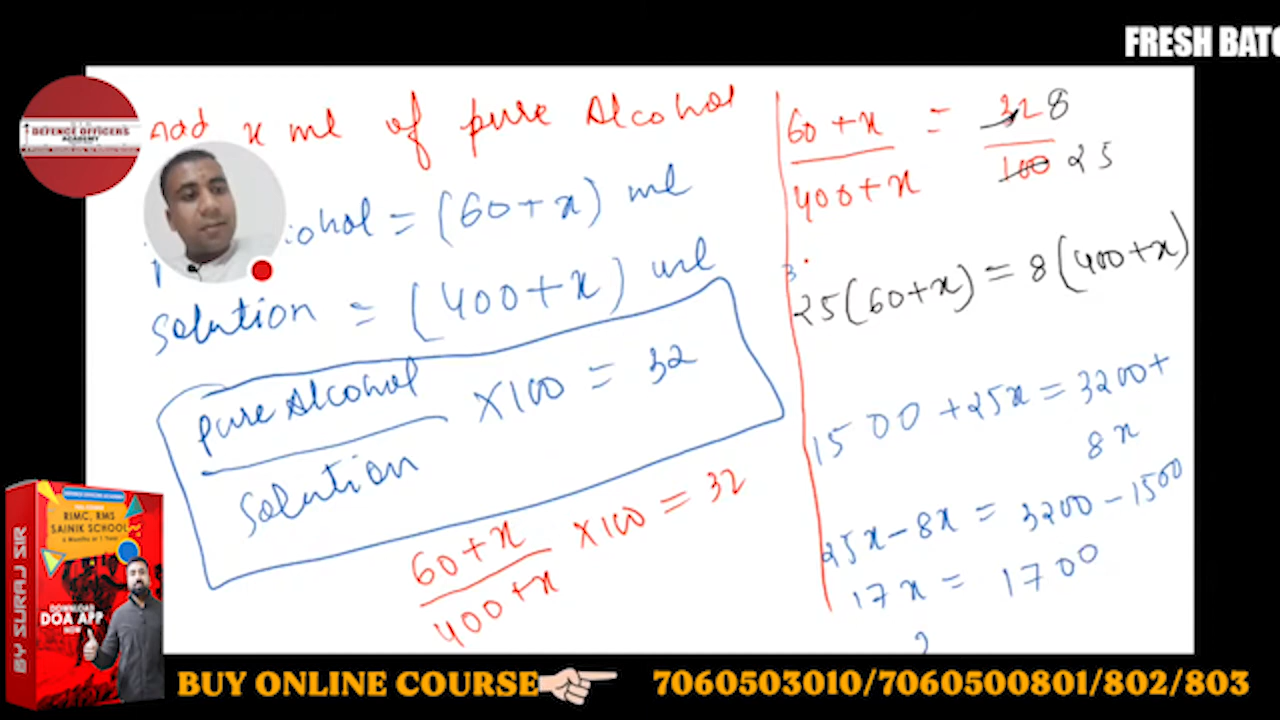 FRESH BATC
DEFENCE OFFICERS
ACADEMY
x ml of pure Alcohol
= (60+x) ml
Solution = (400+x) ml
pure Alcohol
Solution
×100 = 32
60+x
400+x
×100 = 32
60+x
400+x
=
32 8
100 25
25(60+x) = 8(400+x)
1500 +25x = 3200+
8x
25x-8x = 3200-1500
17x = 1700
RIMC, RMS
SAINIK SCHOOL
DOWNLOAD
DOA APP
NOW
BY SURAJ SIR
BUY ONLINE COURSE
7060503010/7060500801/802/803